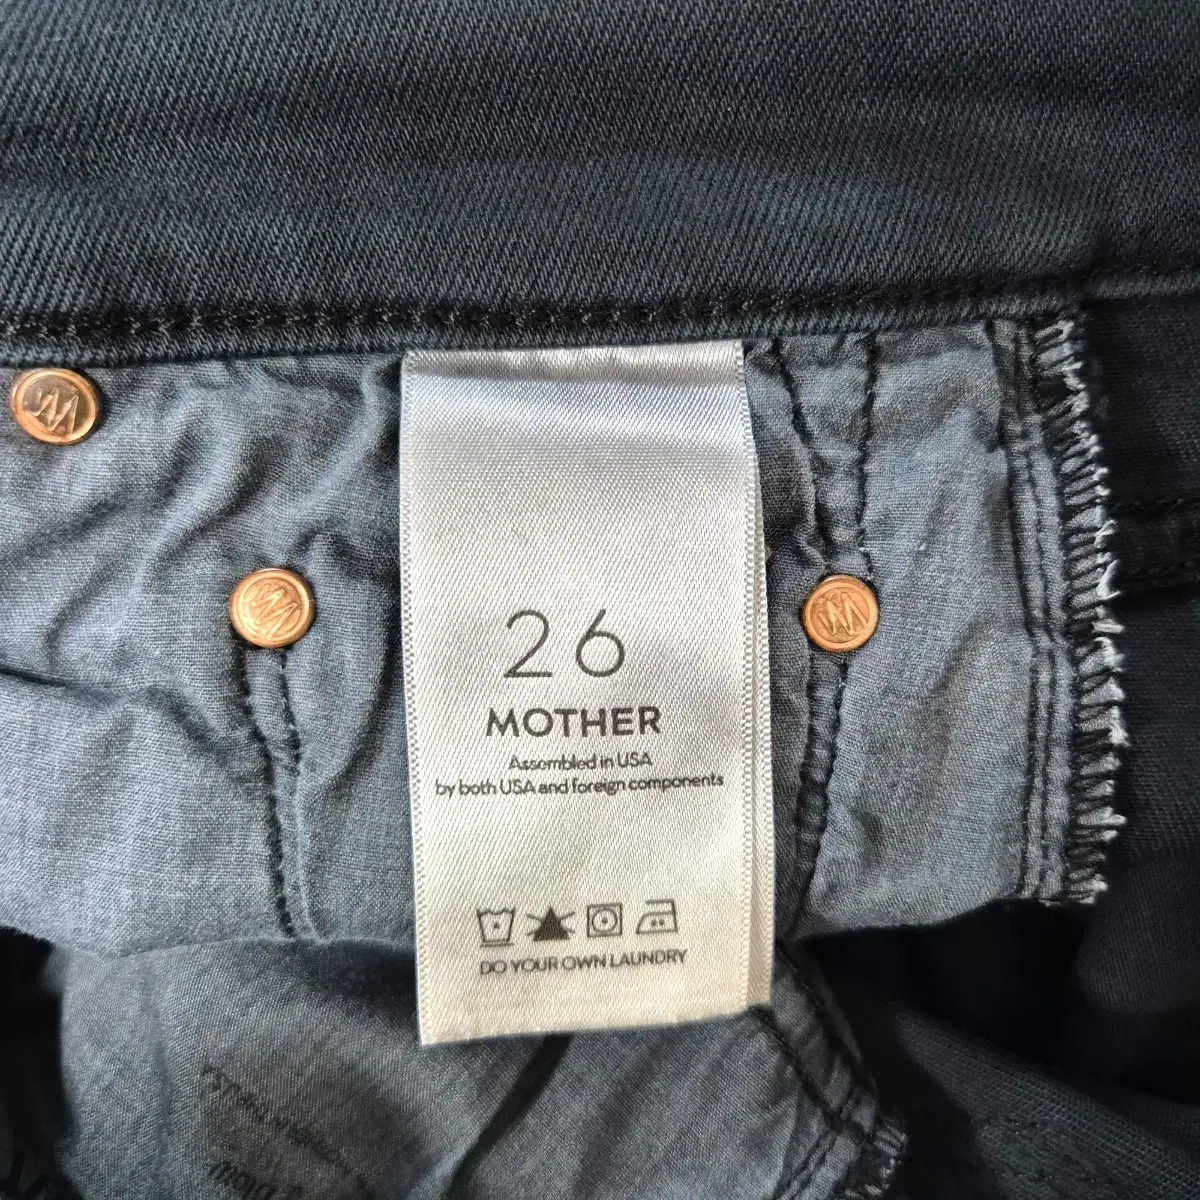 26
MOTHER
Assembled in USA
by both USA and foreign components
DO YOUR OWN LAUNDRY